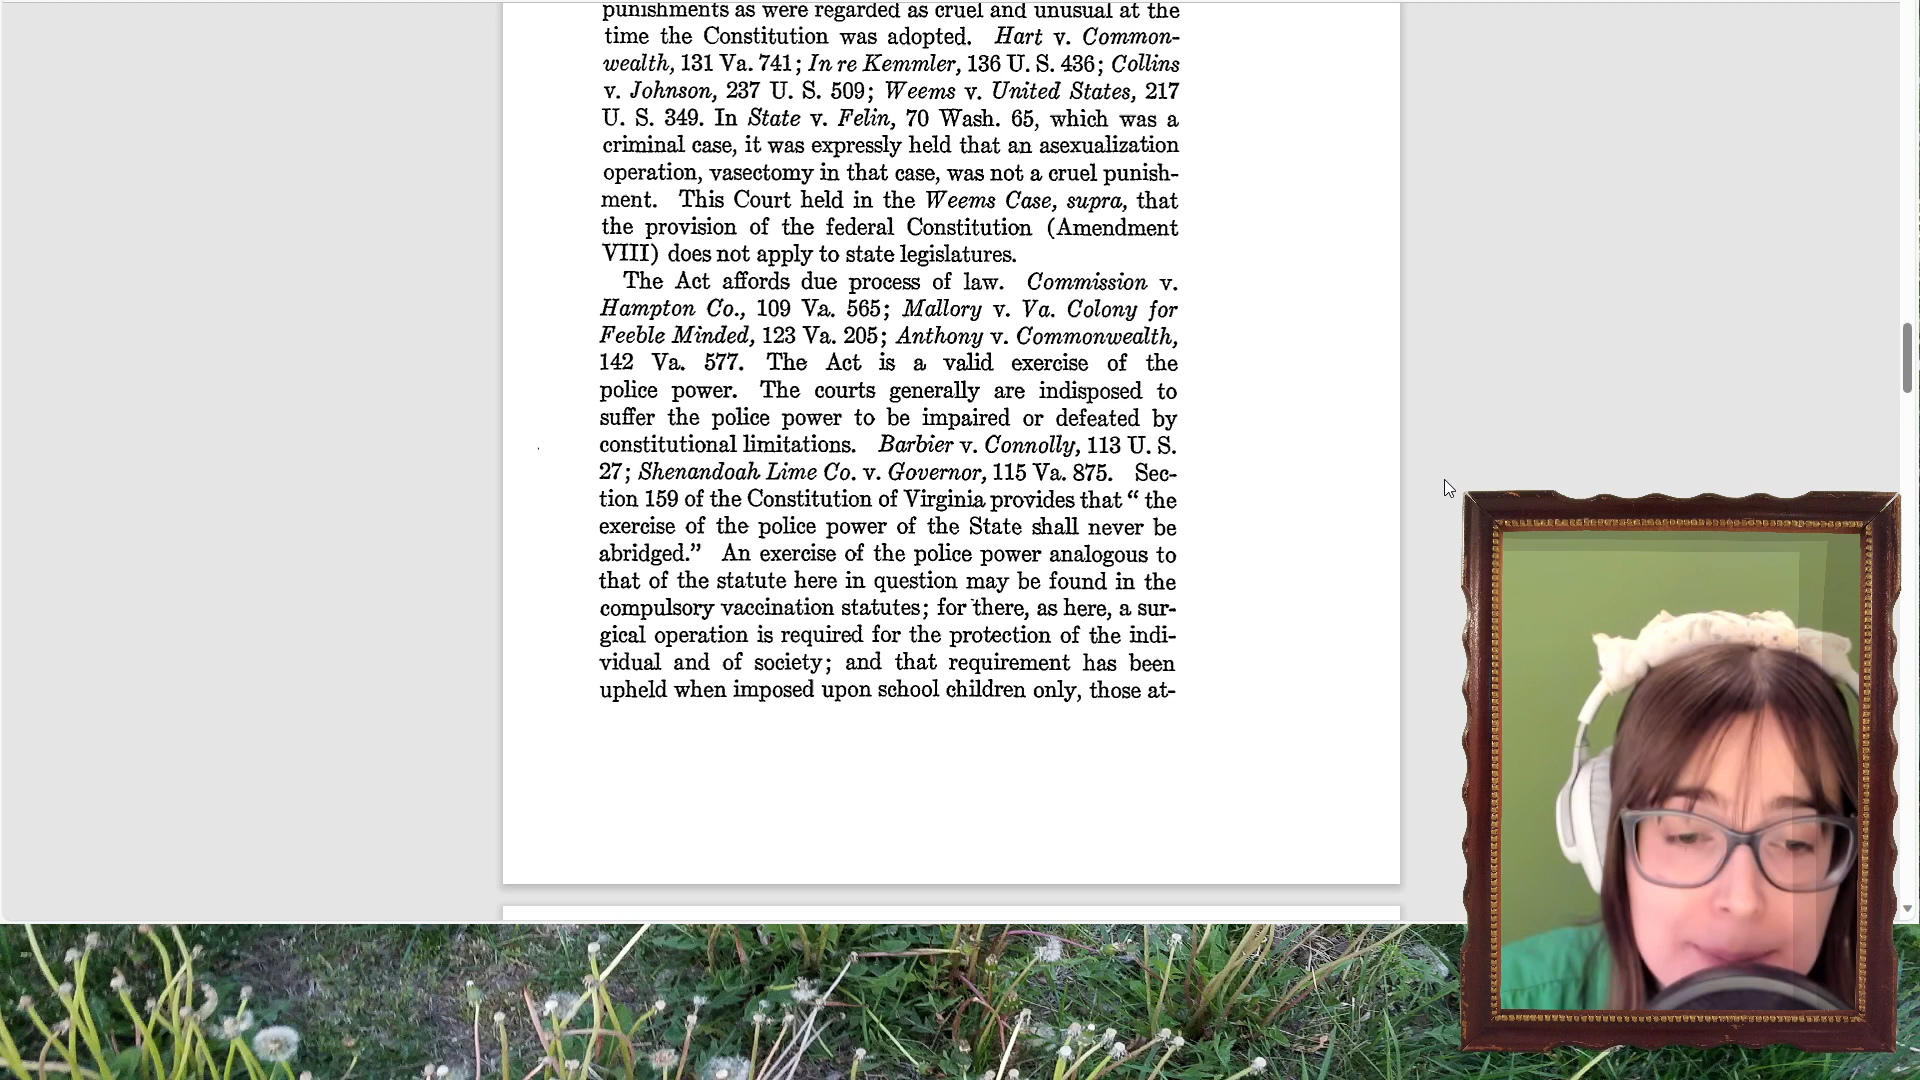 punishments as were regarded as cruel and unusual at the
time the Constitution was adopted. Hart v. Common-
wealth, 131 Va. 741; In re Kemmler, 136 U. S. 436; Collins
v. Johnson, 237 U. S. 509; Weems v. United States, 217
U. S. 349. In State v. Felin, 70 Wash. 65, which was a
criminal case, it was expressly held that an asexualization
operation, vasectomy in that case, was not a cruel punish-
ment. This Court held in the Weems Case, supra, that
the provision of the federal Constitution (Amendment
VIII) does not apply to state legislatures.
The Act affords due process of law. Commission v.
Hampton Co., 109 Va. 565; Mallory v. Va. Colony for
Feeble Minded, 123 Va. 205; Anthony v. Commonwealth,
142 Va. 577. The Act is a valid exercise of the
police power. The courts generally are indisposed to
suffer the police power to be impaired or defeated by
constitutional limitations. Barbier v. Connolly, 113 U. S.
27; Shenandoah Lime Co. v. Governor, 115 Va. 875. Sec-
tion 159 of the Constitution of Virginia provides that “ the
exercise of the police power of the State shall never be
abridged.” An exercise of the police power analogous to
that of the statute here in question may be found in the
compulsory vaccination statutes; for there, as here, a sur-
gical operation is required for the protection of the indi-
vidual and of society; and that requirement has been
upheld when imposed upon school children only, those at-